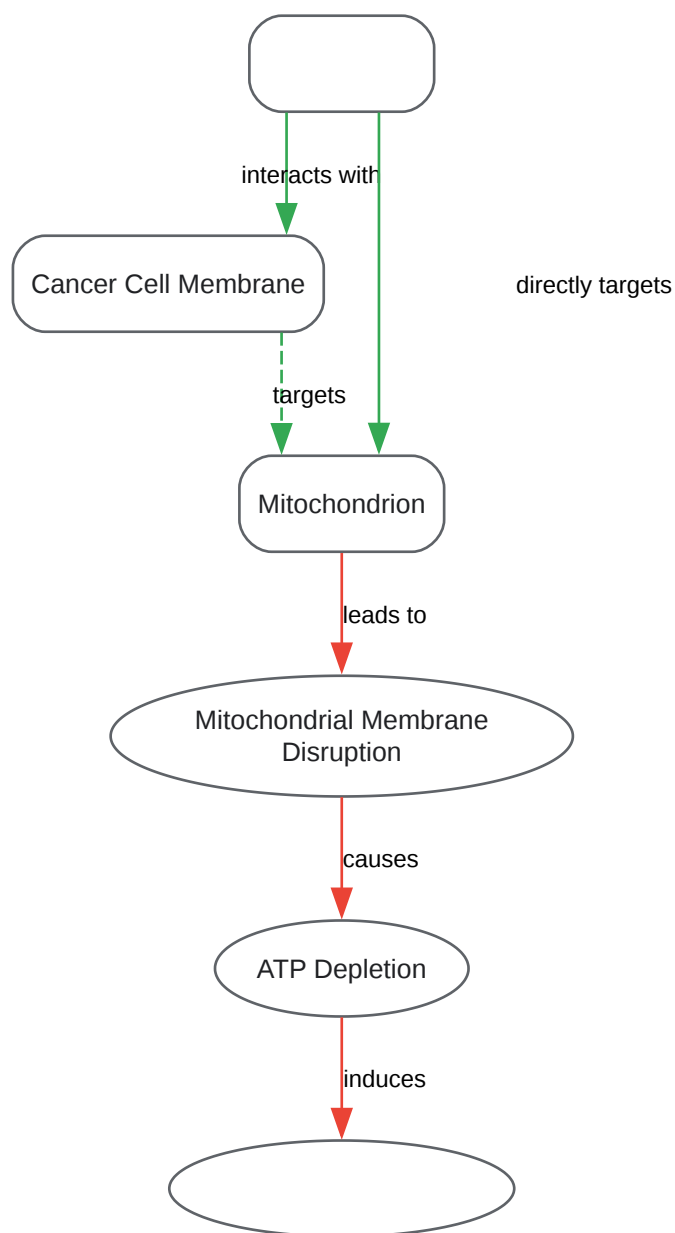 interacts with
Cancer Cell Membrane
directly targets
targets
Mitochondrion
leads to
Mitochondrial Membrane
Disruption
causes
ATP Depletion
induces